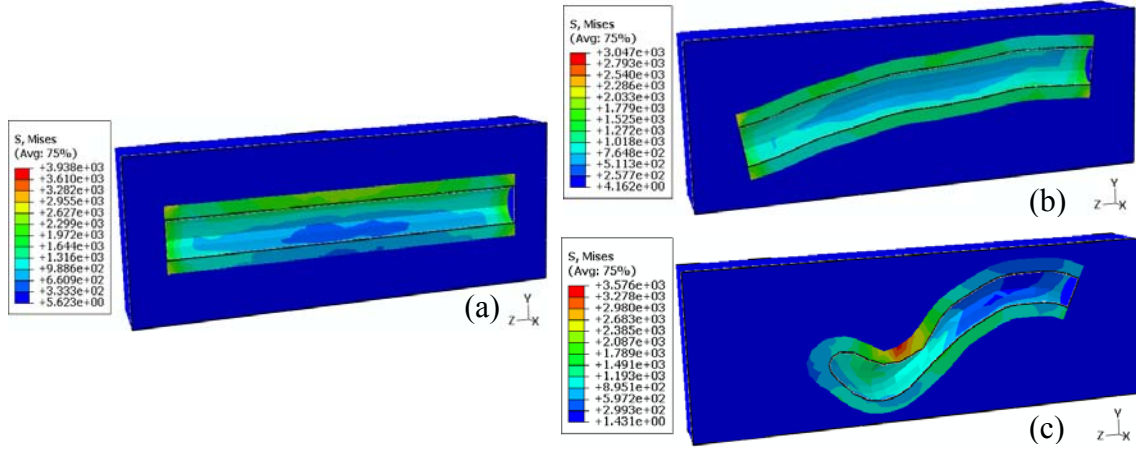 S, Mises
(Avg: 75%)
+3.938e+03
+3.610e+03
+3.282e+03
+2.955e+03
+2.627e+03
+2.299e+03
+1.972e+03
+1.644e+03
+1.316e+03
+9.886e+02
+6.609e+02
+3.333e+02
+5.623e+00
(a)
Y
Z X
S, Mises
(Avg: 75%)
+3.047e+03
+2.793e+03
+2.540e+03
+2.286e+03
+2.033e+03
+1.779e+03
+1.525e+03
+1.272e+03
+1.018e+03
+7.648e+02
+5.113e+02
+2.577e+02
+4.162e+00
(b)
Y
Z X
S, Mises
(Avg: 75%)
+3.576e+03
+3.278e+03
+2.980e+03
+2.683e+03
+2.385e+03
+2.087e+03
+1.789e+03
+1.491e+03
+1.193e+03
+8.951e+02
+5.972e+02
+2.993e+02
+1.431e+00
(c)
Y
Z X